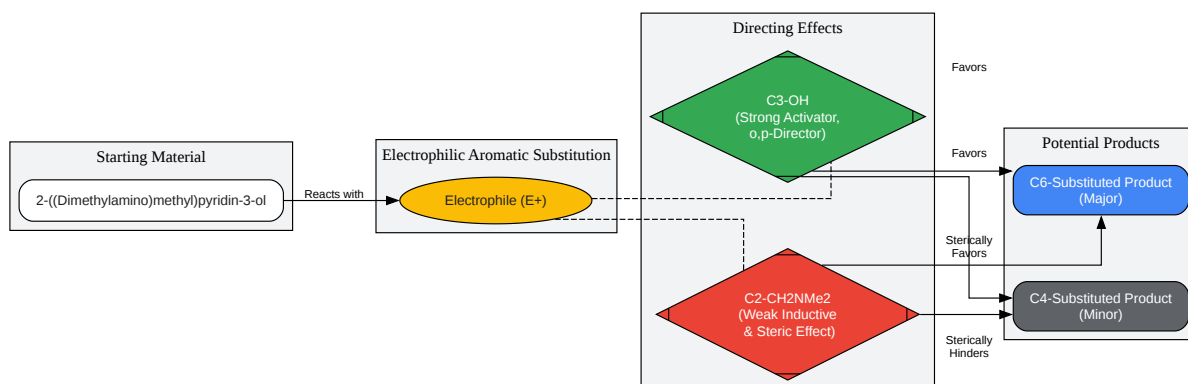 Starting Material
2-((Dimethylamino)methyl)pyridin-3-ol
Reacts with
Electrophilic Aromatic Substitution
Electrophile (E+)
Directing Effects
C3-OH
(Strong Activator,
o,p-Director)
C2-CH2NMe2
(Weak Inductive
& Steric Effect)
Favors
Favors
Sterically
Favors
Sterically
Hinders
Potential Products
C6-Substituted Product
(Major)
C4-Substituted Product
(Minor)